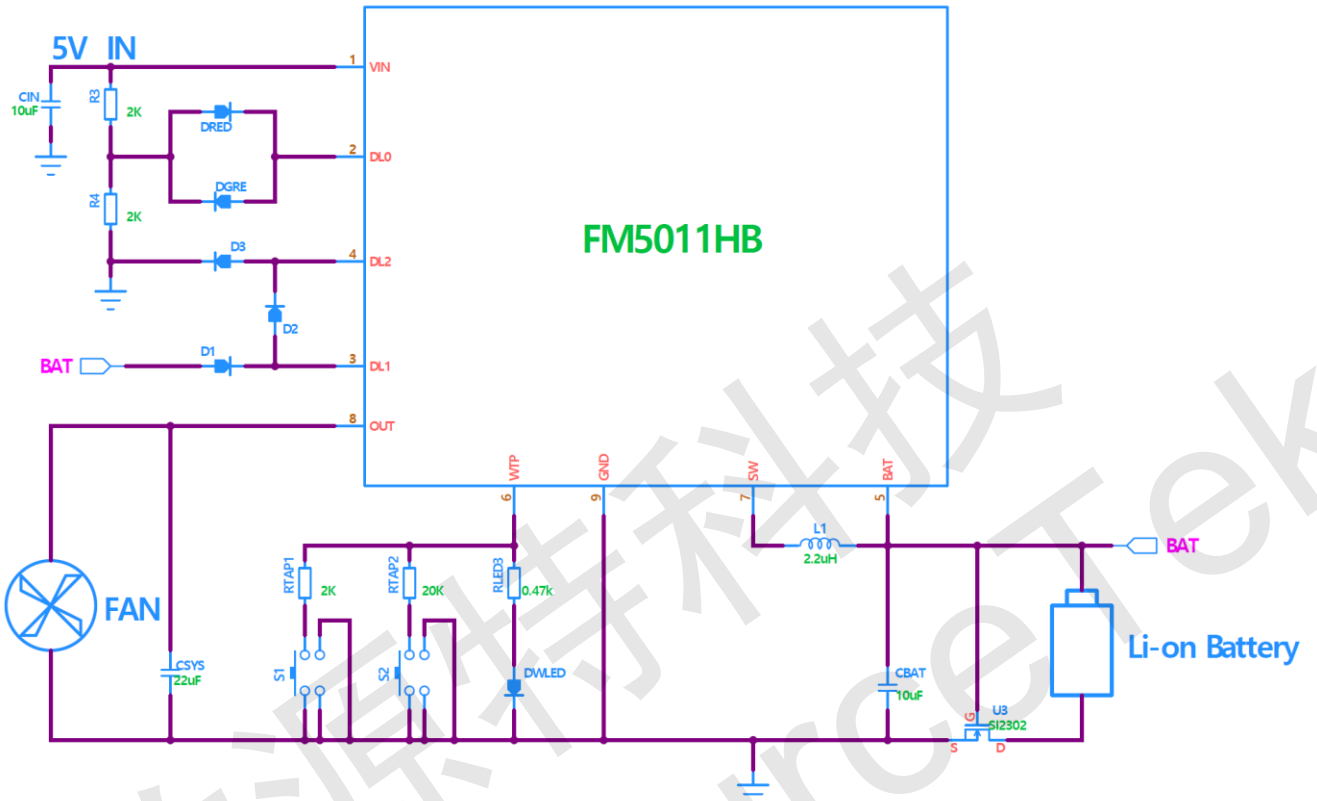 5V IN
1
VIN
CIN
10uF
R3
2K
DRED
2
DL0
DGRE
R4
2K
FM5011HB
D3
4
DL2
D2
BAT
D1
3
DL1
8
OUT
WTP
GND
SW
BAT
6
9
7
5
L1
2.2uH
BAT
RTAP1
2K
RTAP2
20K
RLED3
0.47k
FAN
Li-on Battery
CSYS
22uF
S1
S2
DWLED
CBAT
10uF
U3
G
SI2302
S
D
源特科技
urceTek